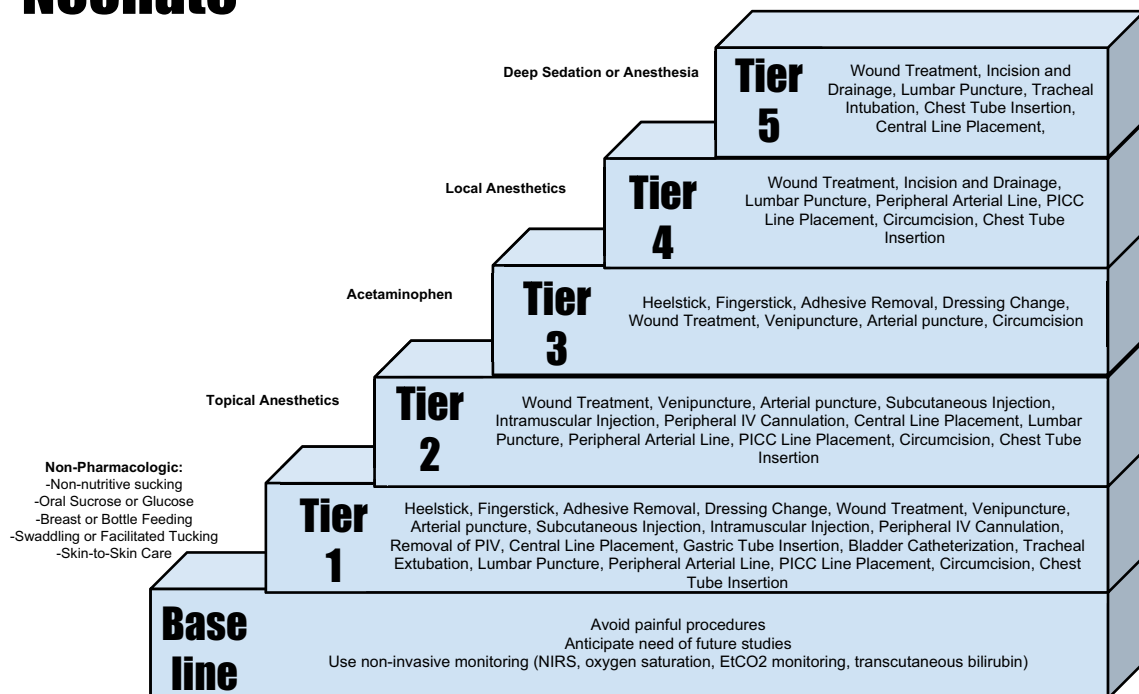 Neonate
Deep Sedation or Anesthesia
Tier
5
Wound Treatment, Incision and
Drainage, Lumbar Puncture, Tracheal
Intubation, Chest Tube Insertion,
Central Line Placement,
Local Anesthetics
Tier
4
Wound Treatment, Incision and Drainage,
Lumbar Puncture, Peripheral Arterial Line, PICC
Line Placement, Circumcision, Chest Tube
Insertion
Acetaminophen
Tier
3
Heelstick, Fingerstick, Adhesive Removal, Dressing Change,
Wound Treatment, Venipuncture, Arterial puncture, Circumcision
Topical Anesthetics
Tier
2
Wound Treatment, Venipuncture, Arterial puncture, Subcutaneous Injection,
Intramuscular Injection, Peripheral IV Cannulation, Central Line Placement, Lumbar
Puncture, Peripheral Arterial Line, PICC Line Placement, Circumcision, Chest Tube
Insertion
Non-Pharmacologic:
-Non-nutritive sucking
-Oral Sucrose or Glucose
-Breast or Bottle Feeding
-Swaddling or Facilitated Tucking
-Skin-to-Skin Care
Tier
1
Heelstick, Fingerstick, Adhesive Removal, Dressing Change, Wound Treatment, Venipuncture,
Arterial puncture, Subcutaneous Injection, Intramuscular Injection, Peripheral IV Cannulation,
Removal of PIV, Central Line Placement, Gastric Tube Insertion, Bladder Catheterization, Tracheal
Extubation, Lumbar Puncture, Peripheral Arterial Line, PICC Line Placement, Circumcision, Chest
Tube Insertion
Base
line
Avoid painful procedures
Anticipate need of future studies
Use non-invasive monitoring (NIRS, oxygen saturation, EtCO2 monitoring, transcutaneous bilirubin)